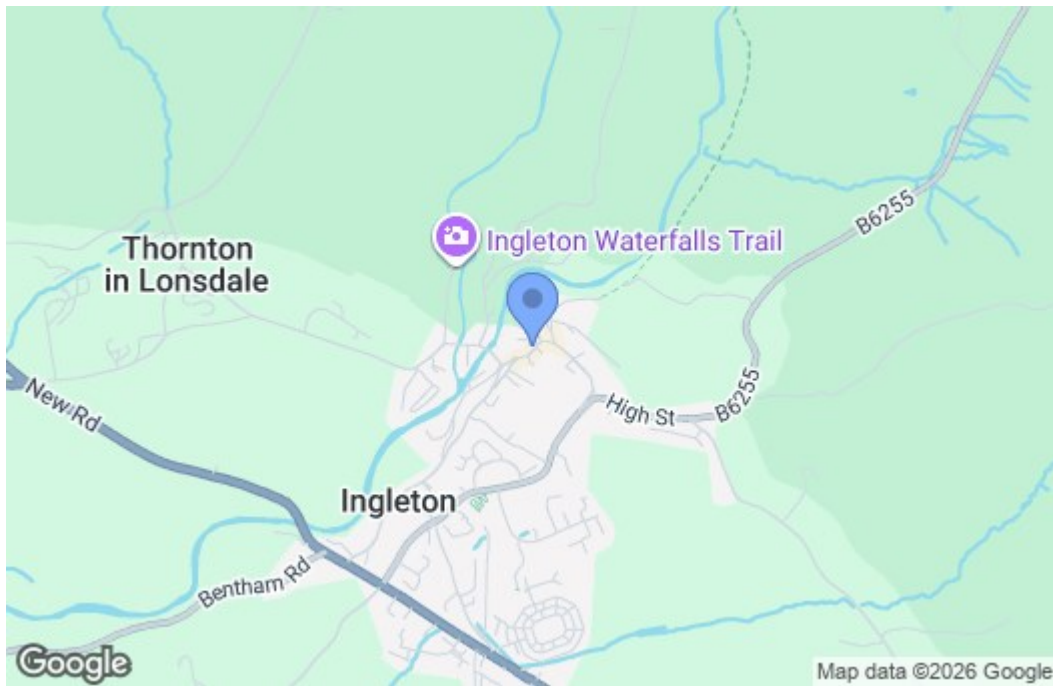 B6255
Ingleton Waterfalls Trail
Thornton
in Lonsdale
B6255
High St
New Rd
Ingleton
Bentham Rd
Google
Map data ©2026 Google